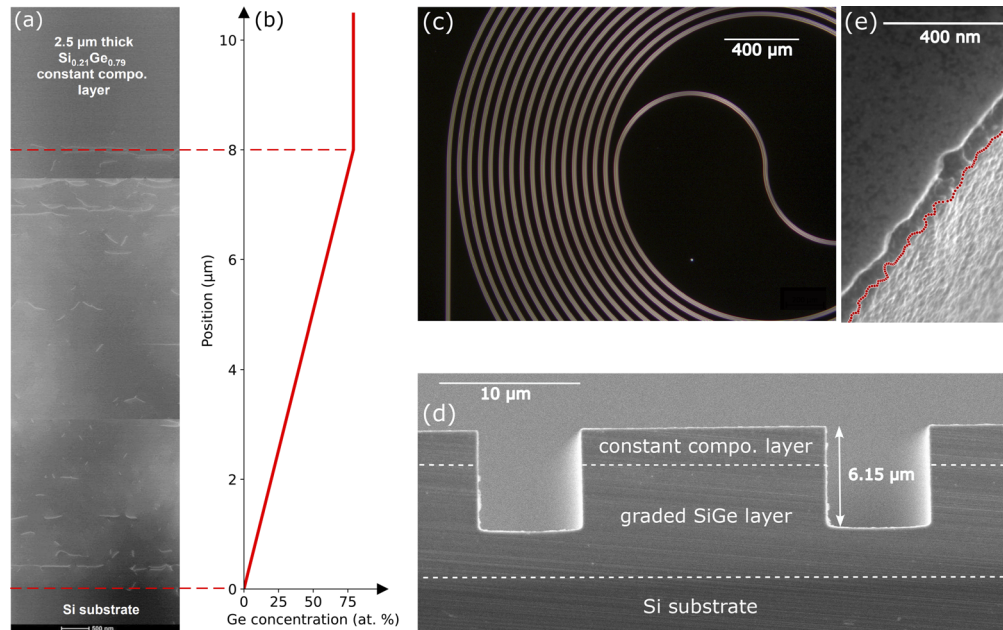 (a)
2.5 µm thick
Si0.21Ge0.79
constant compo.
layer
Si substrate
500 nm
(b)
10
8
6
4
2
0
Position (µm)
0 25 50 75
Ge concentration (at. %)
(c)
400 µm
(e)
400 nm
(d)
10 µm
constant compo. layer
6.15 µm
graded SiGe layer
Si substrate